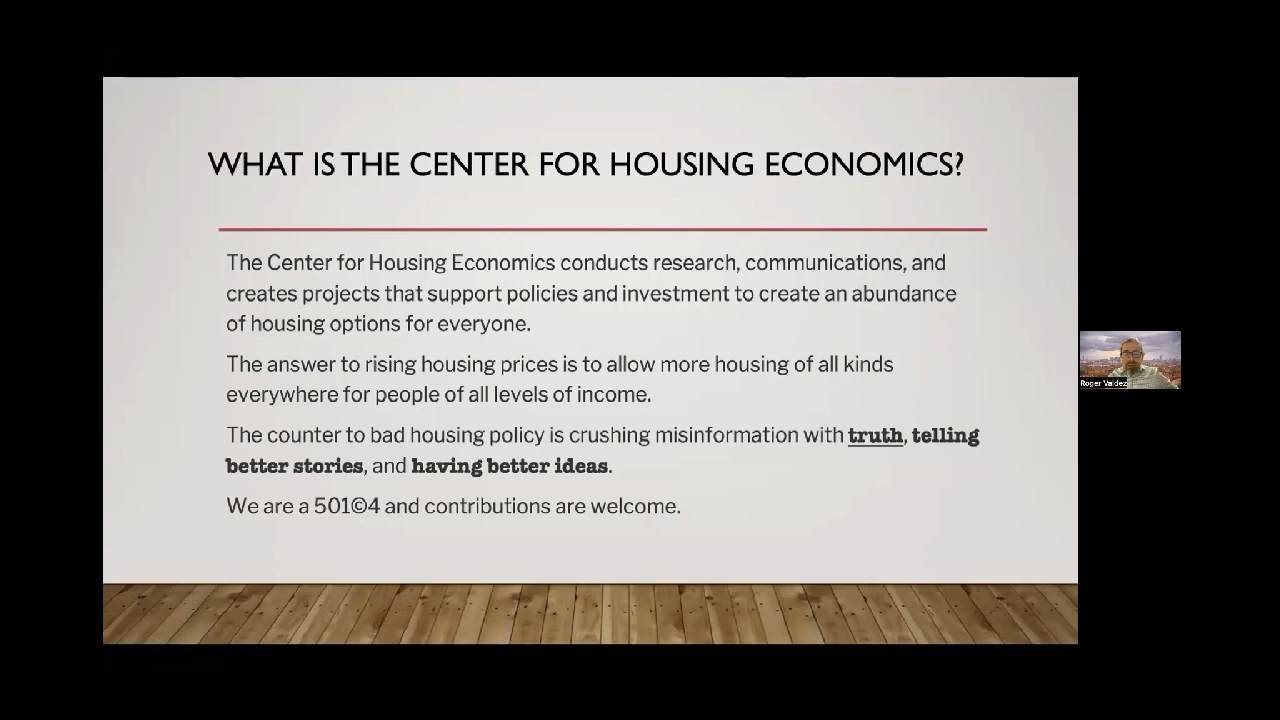 WHAT IS THE CENTER FOR HOUSING ECONOMICS?
The Center for Housing Economics conducts research, communications, and
creates projects that support policies and investment to create an abundance
of housing options for everyone.
The answer to rising housing prices is to allow more housing of all kinds
everywhere for people of all levels of income.
The counter to bad housing policy is crushing misinformation with truth, telling
better stories, and having better ideas.
We are a 501©4 and contributions are welcome.
Roger Valdez